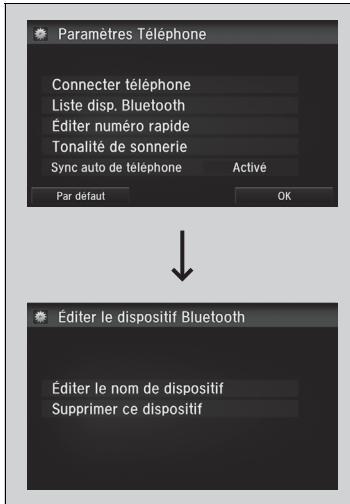 Paramètres Téléphone
Connecter téléphone
Liste disp. Bluetooth
Éditer numéro rapide
Tonalité de sonnerie
Sync auto de téléphone Activé
Par défaut OK
Éditer le dispositif Bluetooth
Éditer le nom de dispositif
Supprimer ce dispositif